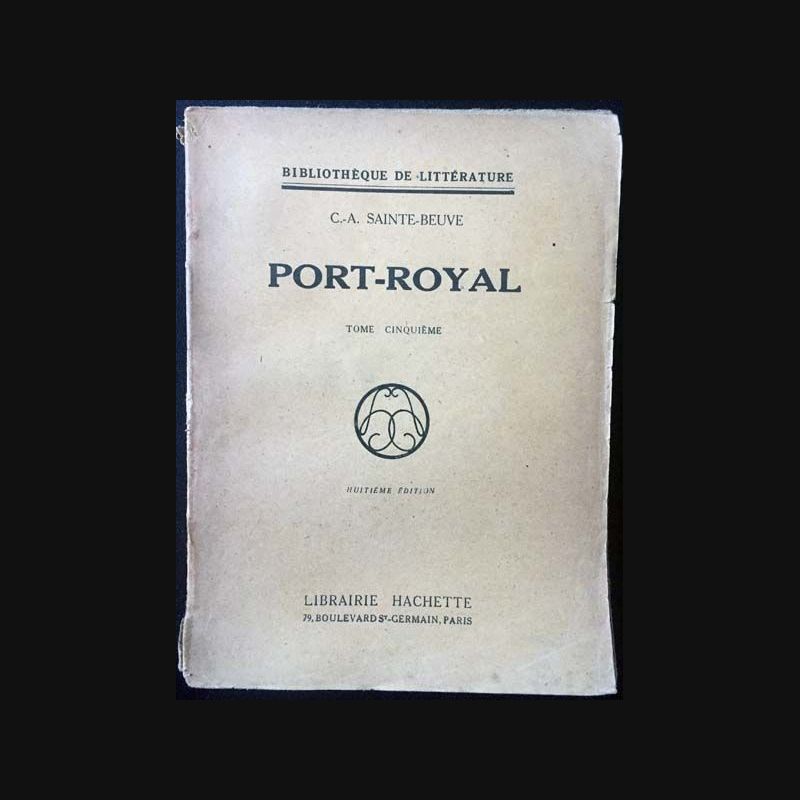 BIBLIOTHÈQUE DE LITTÉRATURE
C.-A. SAINTE-BEUVE
PORT-ROYAL
TOME CINQUIÈME
HUITIÈME ÉDITION
LIBRAIRIE HACHETTE
79, BOULEVARD Sᵗ-GERMAIN, PARIS